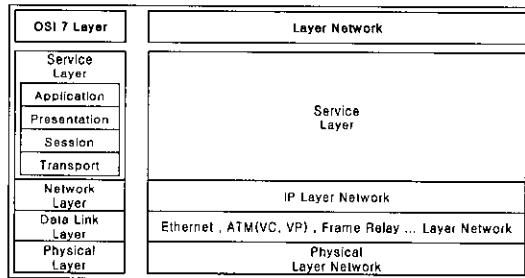 OSI 7 Layer
Layer Network
Service
Layer
Application
Presentation
Session
Transport
Service
Layer
Network
Layer
IP Layer Network
Data Link
Layer
Ethernet , ATM(VC, VP) , Frame Relay ... Layer Network
Physical
Layer
Physical
Layer Network